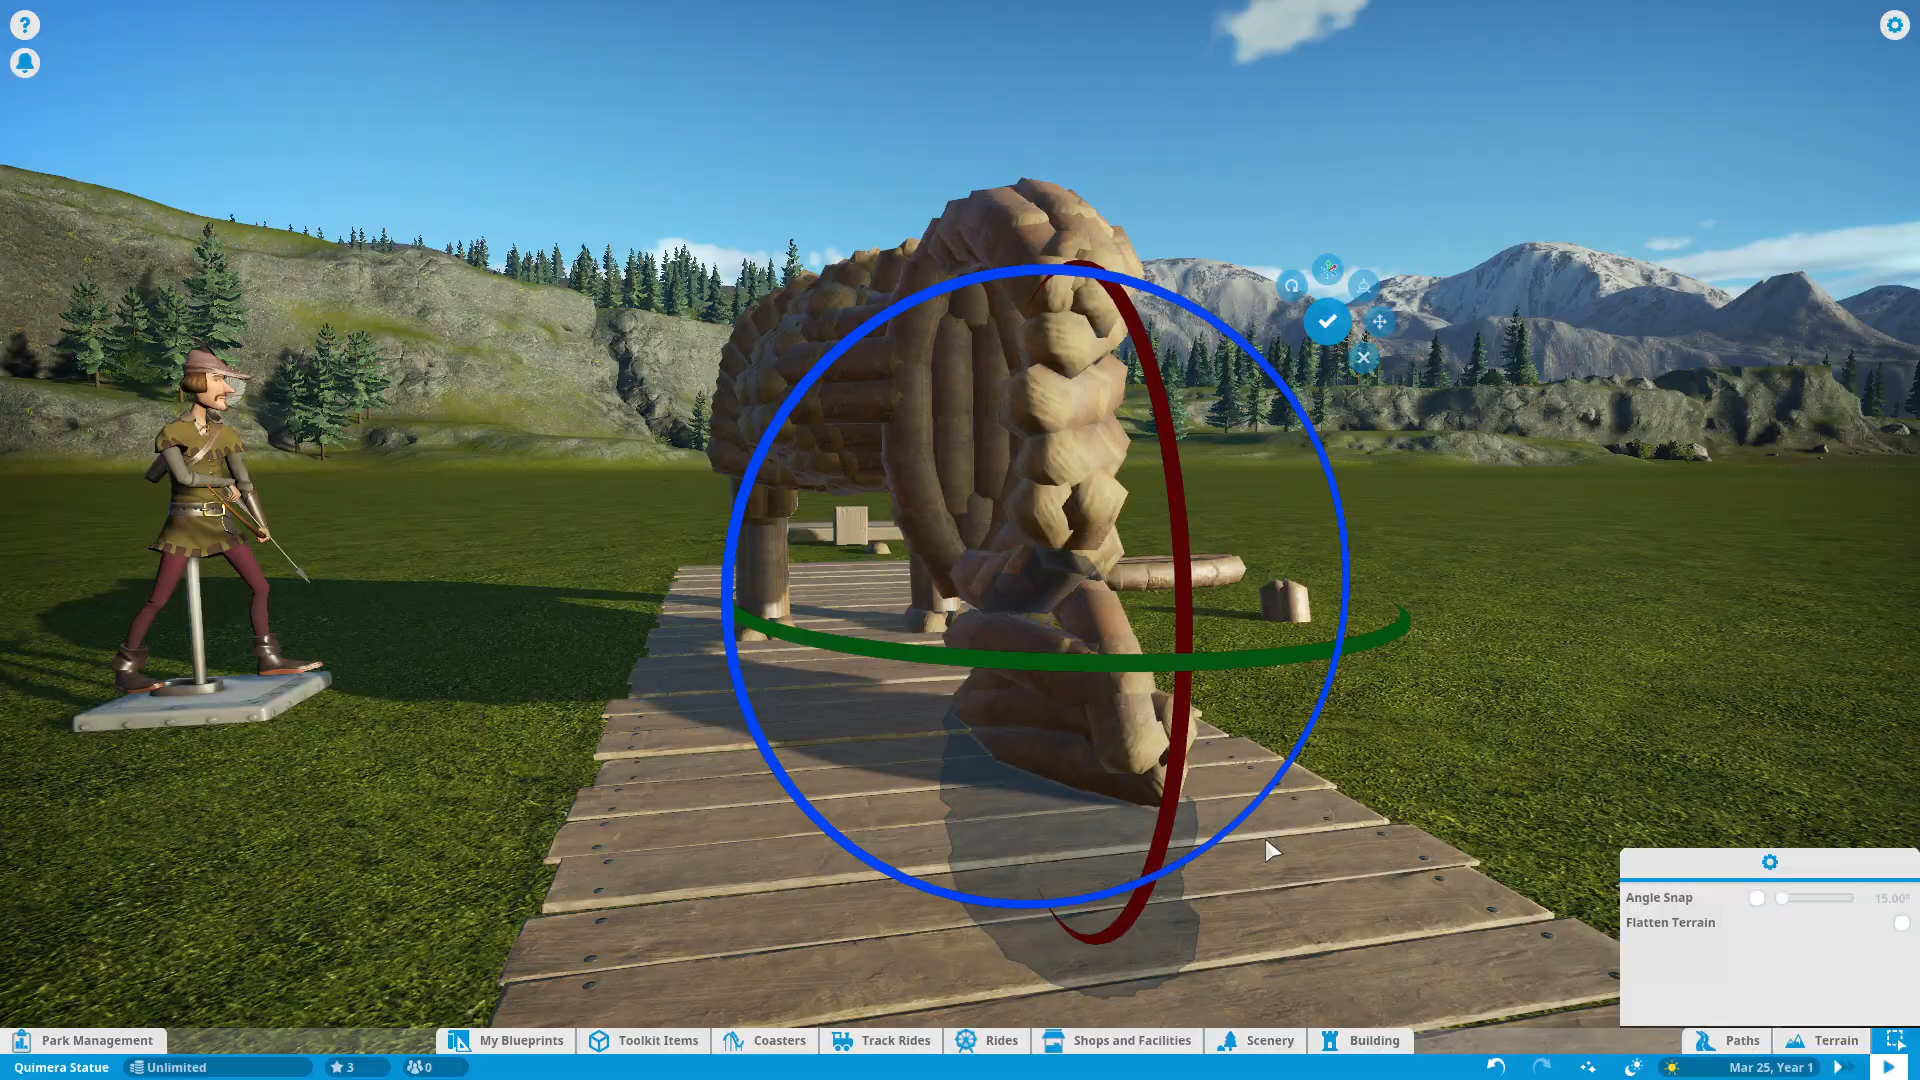 ?
Angle Snap 15.00º
Flatten Terrain
Park Management My Blueprints Toolkit Items Coasters Track Rides Rides Shops and Facilities Scenery Building Paths Terrain
Quimera Statue Unlimited 3 0 Mar 25, Year 1